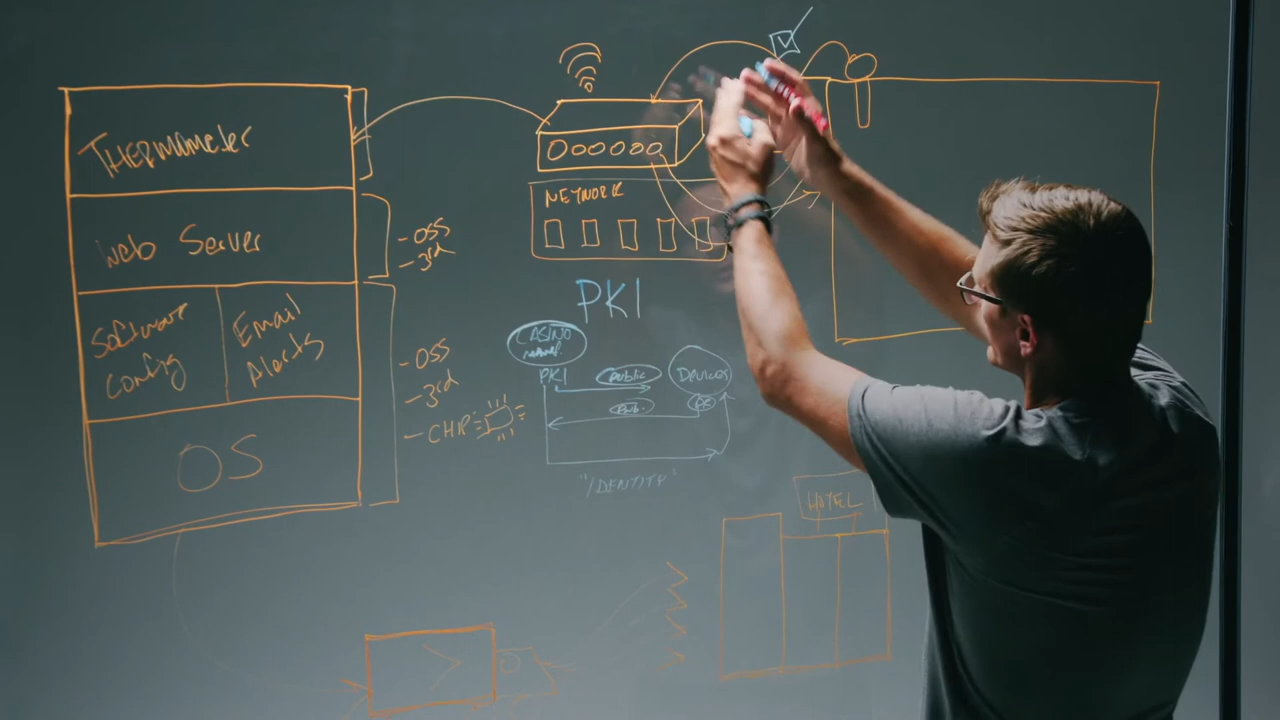 THERMOMETER
Web Server
- OSS
- 3rd
Software
Config
Email
Alerts
- OSS
- 3rd
- CHIP
OS
NETWORK
PKI
CASINO
PKI
public
Devices
"IDENTITY"
HOTEL